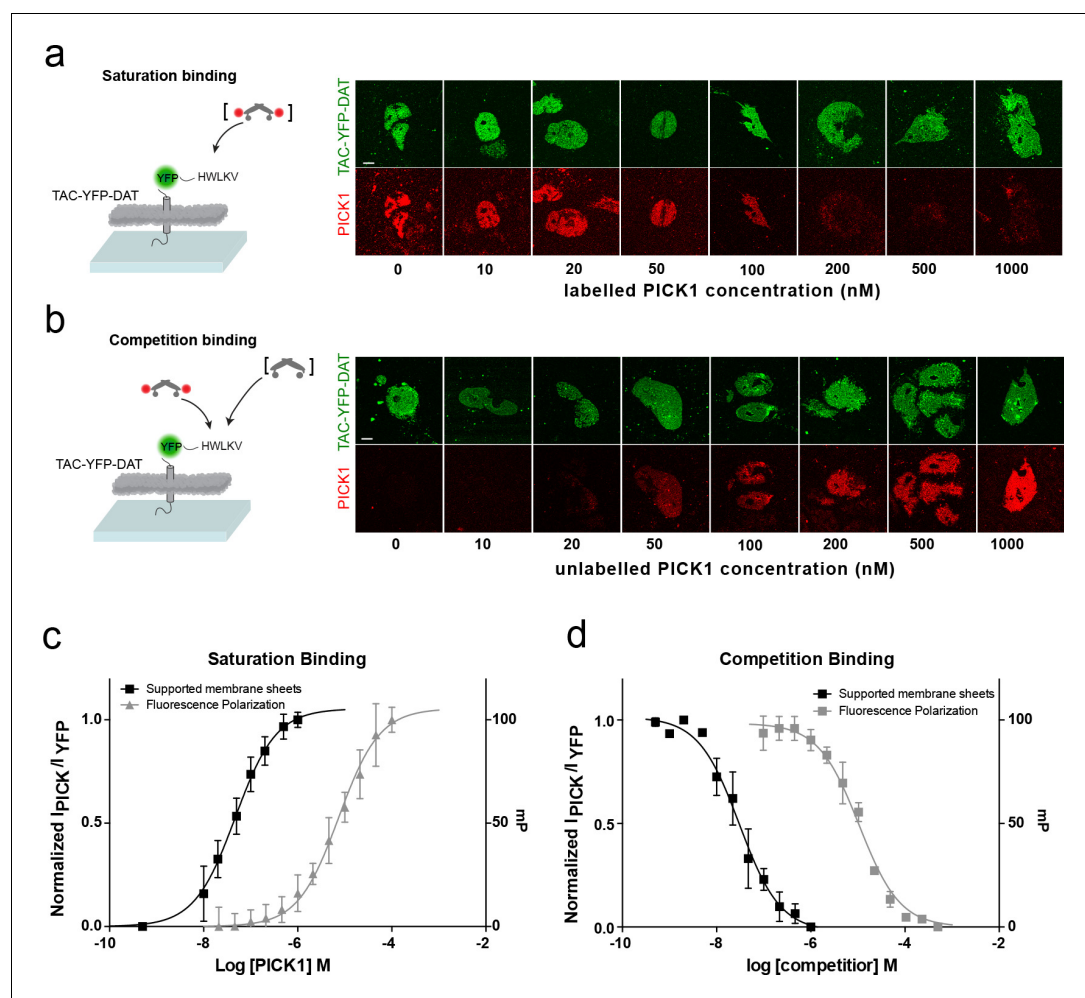 a
Saturation binding
[ ]
YFP
HWLKV
TAC-YFP-DAT
TAC-YFP-DAT
PICK1
0 10 20 50 100 200 500 1000
labelled PICK1 concentration (nM)
b
Competition binding
[ ]
YFP
HWLKV
TAC-YFP-DAT
TAC-YFP-DAT
PICK1
0 10 20 50 100 200 500 1000
unlabelled PICK1 concentration (nM)
c
Saturation Binding
Supported membrane sheets
Fluorescence Polarization
Normalized IPICK/IYFP
1.0
0.5
0.0
100
50
0
mP
-10 -8 -6 -4 -2
Log [PICK1] M
d
Competition Binding
Supported membrane sheets
Fluorescence Polarization
Normalized IPICK/IYFP
1.0
0.5
0.0
100
50
0
mP
-10 -8 -6 -4 -2
log [competitior] M